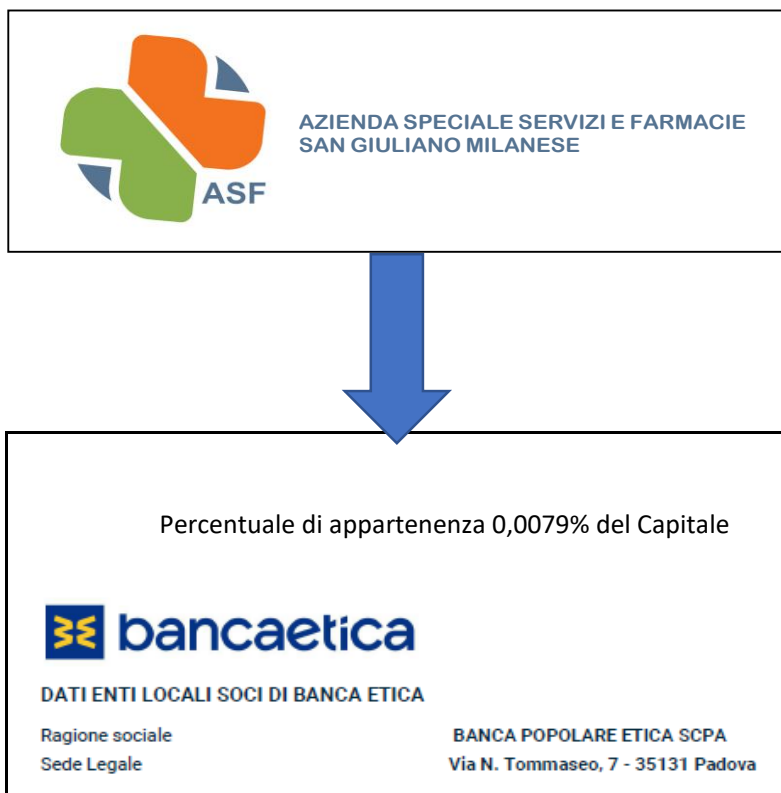 AZIENDA SPECIALE SERVIZI E FARMACIE
SAN GIULIANO MILANESE
ASF
Percentuale di appartenenza 0,0079% del Capitale
bancaetica
DATI ENTI LOCALI SOCI DI BANCA ETICA
Ragione sociale BANCA POPOLARE ETICA SCPA
Sede Legale Via N. Tommaseo, 7 - 35131 Padova